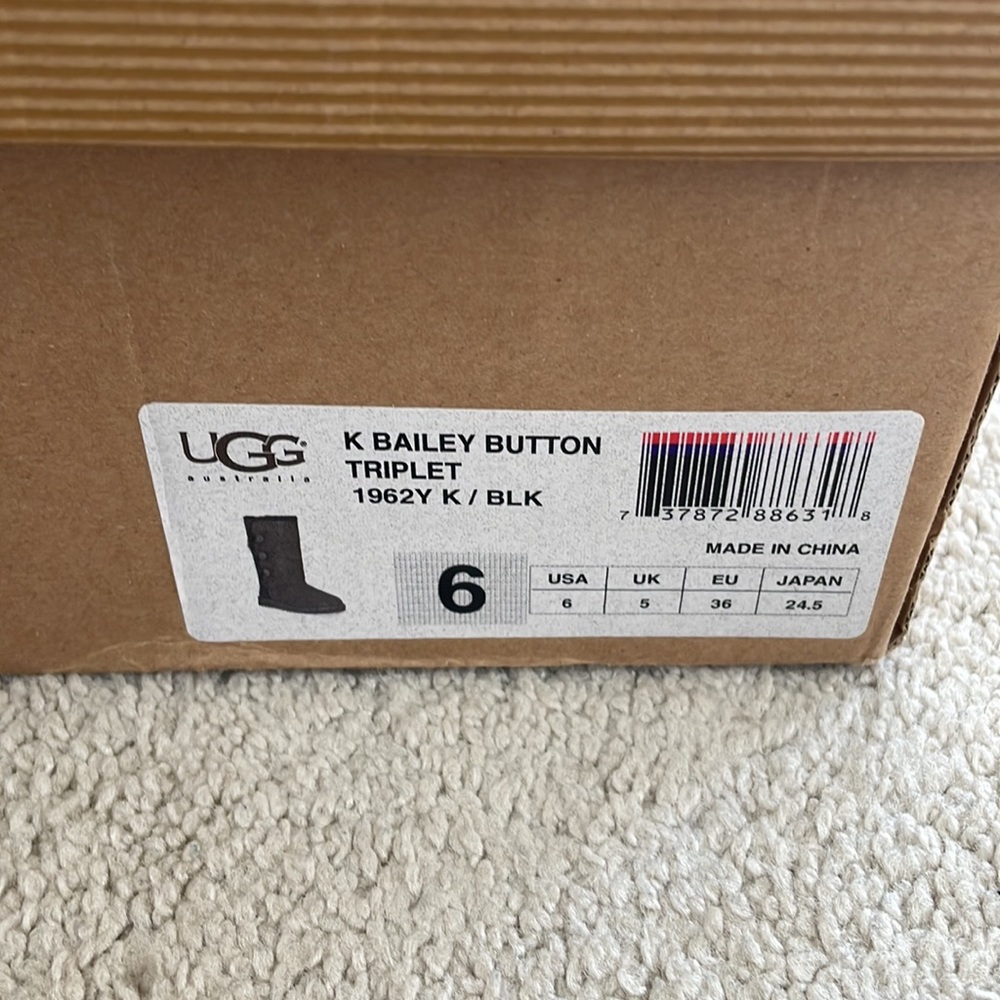 UGG®
australia
K BAILEY BUTTON
TRIPLET
1962Y K / BLK
7 37872 88631 8
MADE IN CHINA
6
USA UK EU JAPAN
6 5 36 24.5